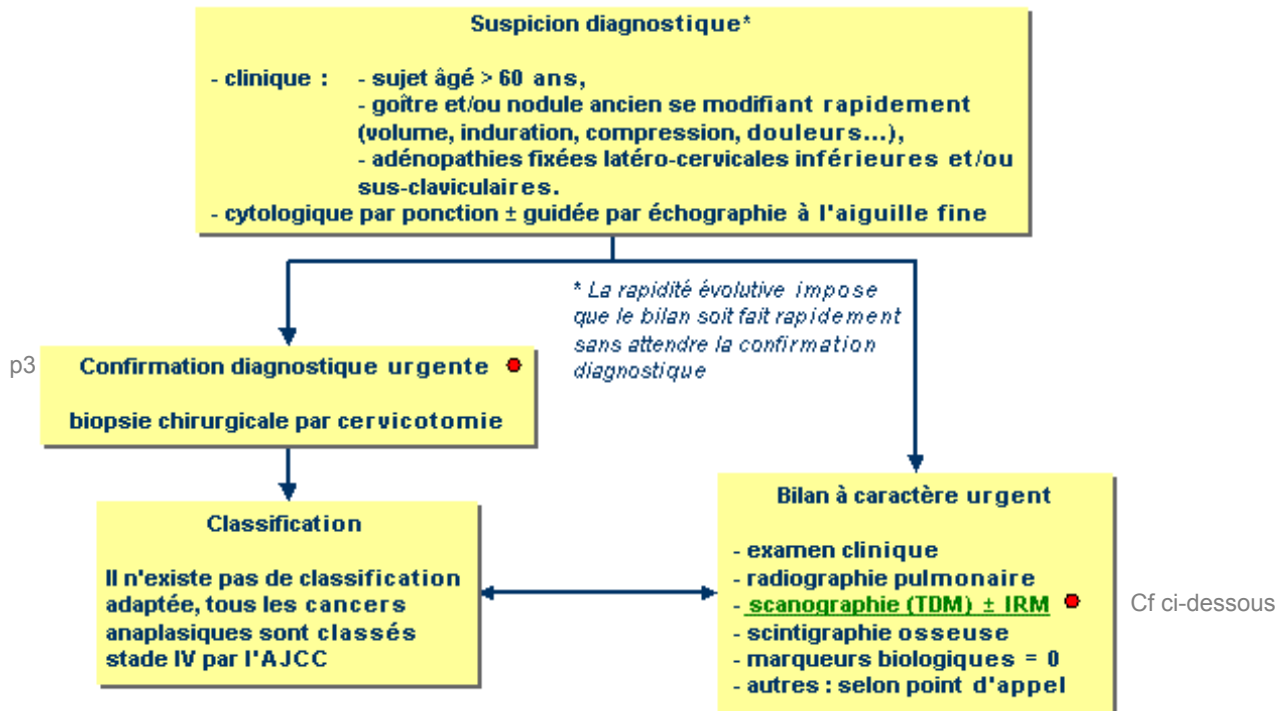 Suspicion diagnostique*
- clinique : - sujet âgé > 60 ans,
- goître et/ou nodule ancien se modifiant rapidement
(volume, induration, compression, douleurs...),
- adénopathies fixées latéro-cervicales inférieures et/ou
sus-claviculaires.
- cytologique par ponction ± guidée par échographie à l'aiguille fine
* La rapidité évolutive impose
que le bilan soit fait rapidement
sans attendre la confirmation
diagnostique
p3
Confirmation diagnostique urgente
biopsie chirurgicale par cervicotomie
Classification
Il n'existe pas de classification
adaptée, tous les cancers
anaplasiques sont classés
stade IV par l'AJCC
Bilan à caractère urgent
- examen clinique
- radiographie pulmonaire
- scanographie (TDM) ± IRM
Cf ci-dessous
- scintigraphie osseuse
- marqueurs biologiques = 0
- autres : selon point d'appel